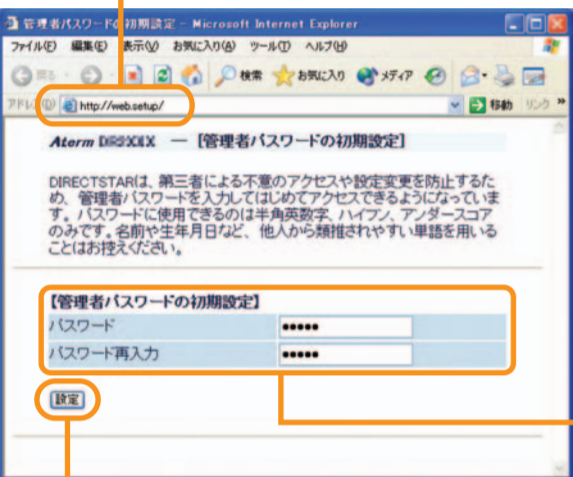 管理者パスワードの初期設定 - Microsoft Internet Explorer
ファイル(F) 編集(E) 表示(V) お気に入り(A) ツール(T) ヘルプ(H)
戻る 検索 お気に入り メディア
アドレス(D) http://web.setup/ 移動 リンク »
Aterm — [管理者パスワードの初期設定]
DIRECTSTARは、第三者による不意のアクセスや設定変更を防止するた
め、管理者パスワードを入力してはじめてアクセスできるようになっていま
す。パスワードに使用できるのは半角英数字、ハイフン、アンダースコア
のみです。名前や生年月日など、他人から類推されやすい単語を用いる
ことはお控えください。
【管理者パスワードの初期設定】
パスワード ●●●●●
パスワード再入力 ●●●●●
設定